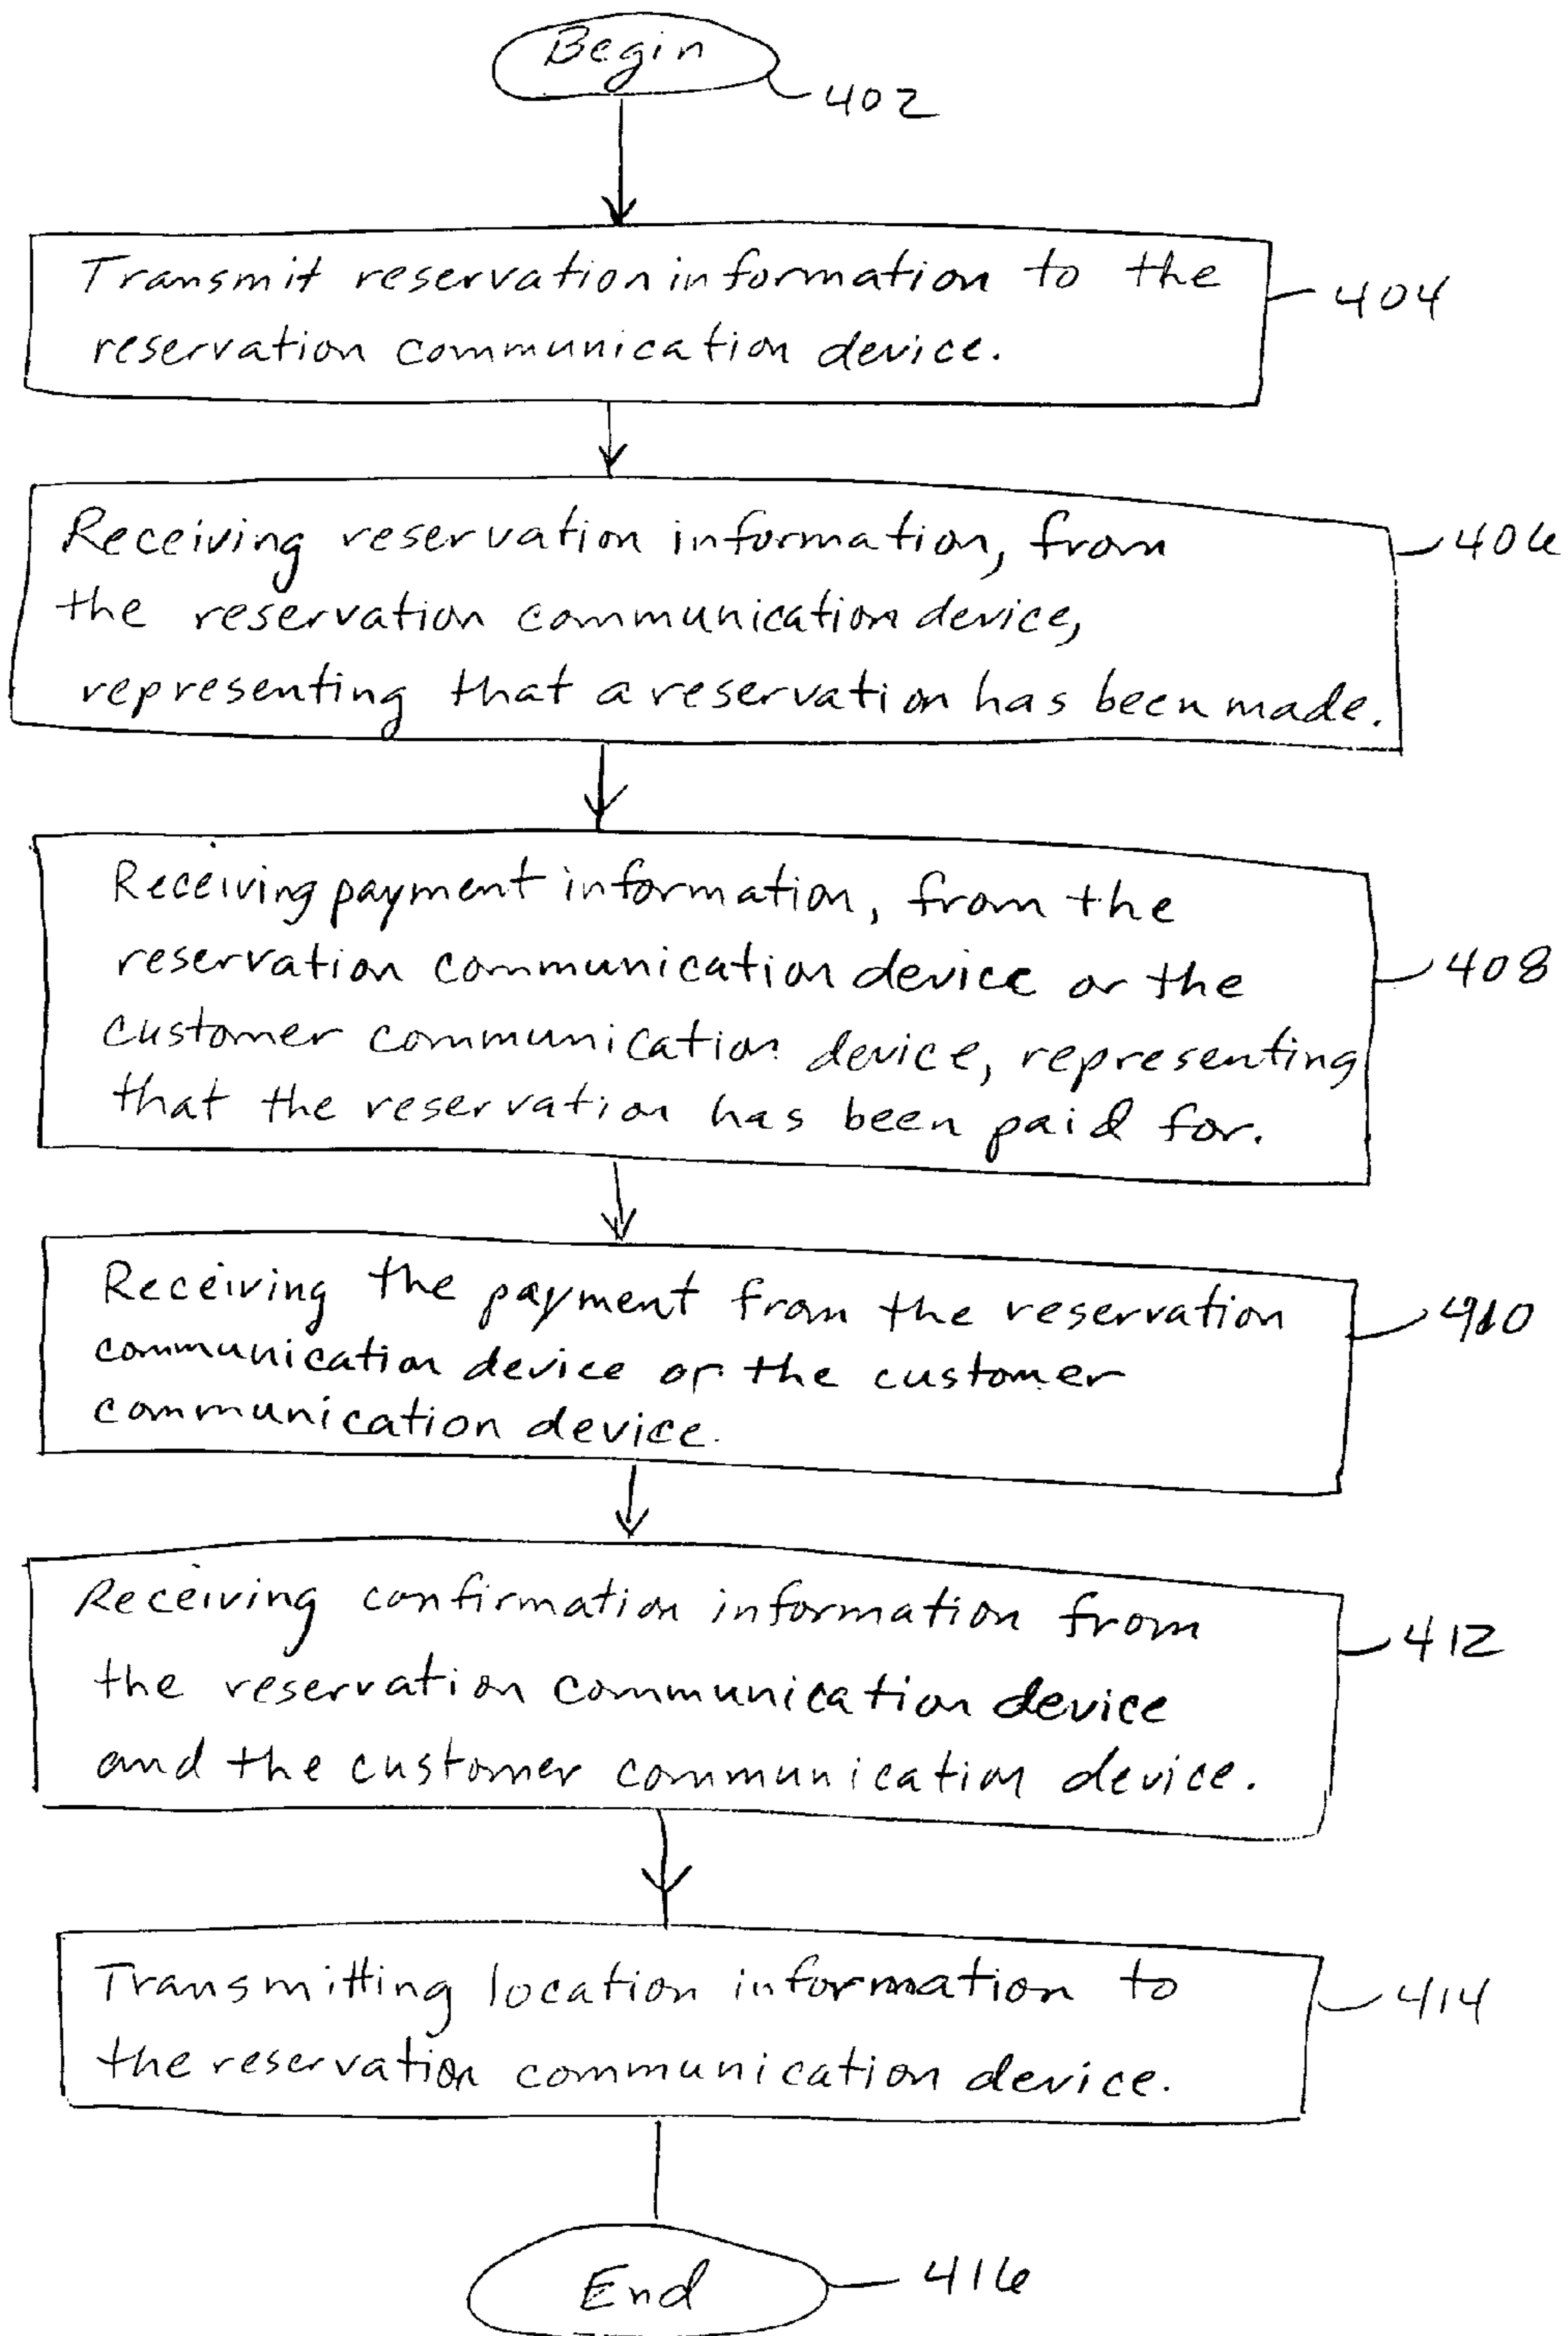 Begin
402
Transmit reservation information to the
reservation communication device.
404
Receiving reservation information, from
the reservation communication device,
representing that a reservation has been made.
406
Receiving payment information, from the
reservation communication device or the
customer communication device, representing
that the reservation has been paid for.
408
Receiving the payment from the reservation
communication device or the customer
communication device.
410
Receiving confirmation information from
the reservation communication device
and the customer communication device.
412
Transmitting location information to
the reservation communication device.
414
End
416